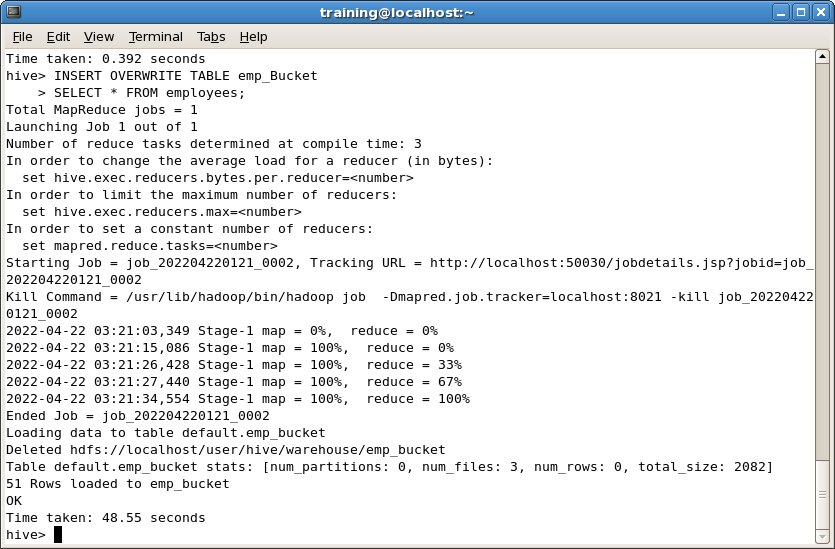 training@localhost:~
File Edit View Terminal Tabs Help
Time taken: 0.392 seconds
hive> INSERT OVERWRITE TABLE emp_Bucket
    > SELECT * FROM employees;
Total MapReduce jobs = 1
Launching Job 1 out of 1
Number of reduce tasks determined at compile time: 3
In order to change the average load for a reducer (in bytes):
  set hive.exec.reducers.bytes.per.reducer=<number>
In order to limit the maximum number of reducers:
  set hive.exec.reducers.max=<number>
In order to set a constant number of reducers:
  set mapred.reduce.tasks=<number>
Starting Job = job_202204220121_0002, Tracking URL = http://localhost:50030/jobdetails.jsp?jobid=job_
202204220121_0002
Kill Command = /usr/lib/hadoop/bin/hadoop job  -Dmapred.job.tracker=localhost:8021 -kill job_20220422
0121_0002
2022-04-22 03:21:03,349 Stage-1 map = 0%,  reduce = 0%
2022-04-22 03:21:15,086 Stage-1 map = 100%,  reduce = 0%
2022-04-22 03:21:26,428 Stage-1 map = 100%,  reduce = 33%
2022-04-22 03:21:27,440 Stage-1 map = 100%,  reduce = 67%
2022-04-22 03:21:34,554 Stage-1 map = 100%,  reduce = 100%
Ended Job = job_202204220121_0002
Loading data to table default.emp_bucket
Deleted hdfs://localhost/user/hive/warehouse/emp_bucket
Table default.emp_bucket stats: [num_partitions: 0, num_files: 3, num_rows: 0, total_size: 2082]
51 Rows loaded to emp_bucket
OK
Time taken: 48.55 seconds
hive>